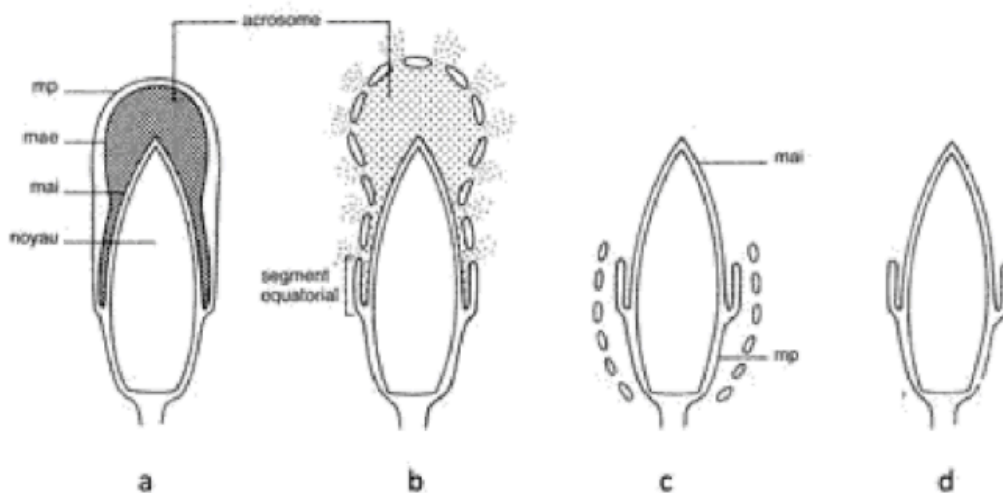 acrosome
mp
mae
mai
noyau
segment
equatorial
mai
mp
a
b
c
d